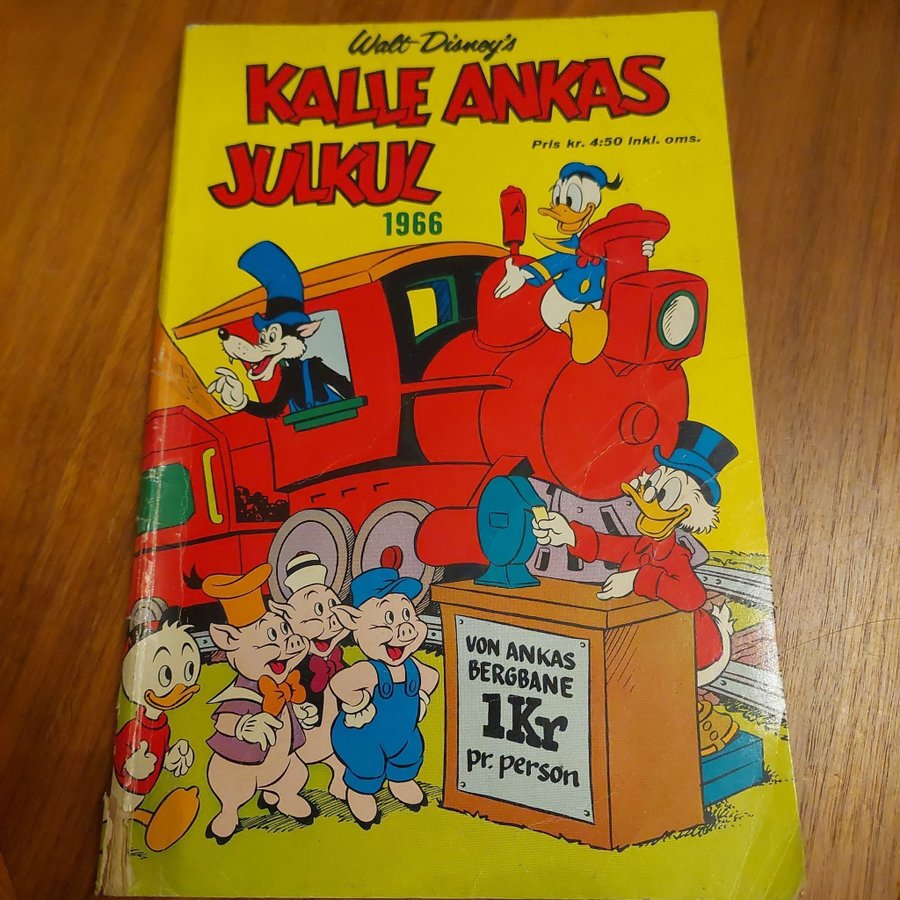 Walt Disney's
KALLE ANKAS
JULKUL
Pris kr. 4:50 inkl. oms.
1966
VON ANKAS
BERGBANE
1Kr
pr. person